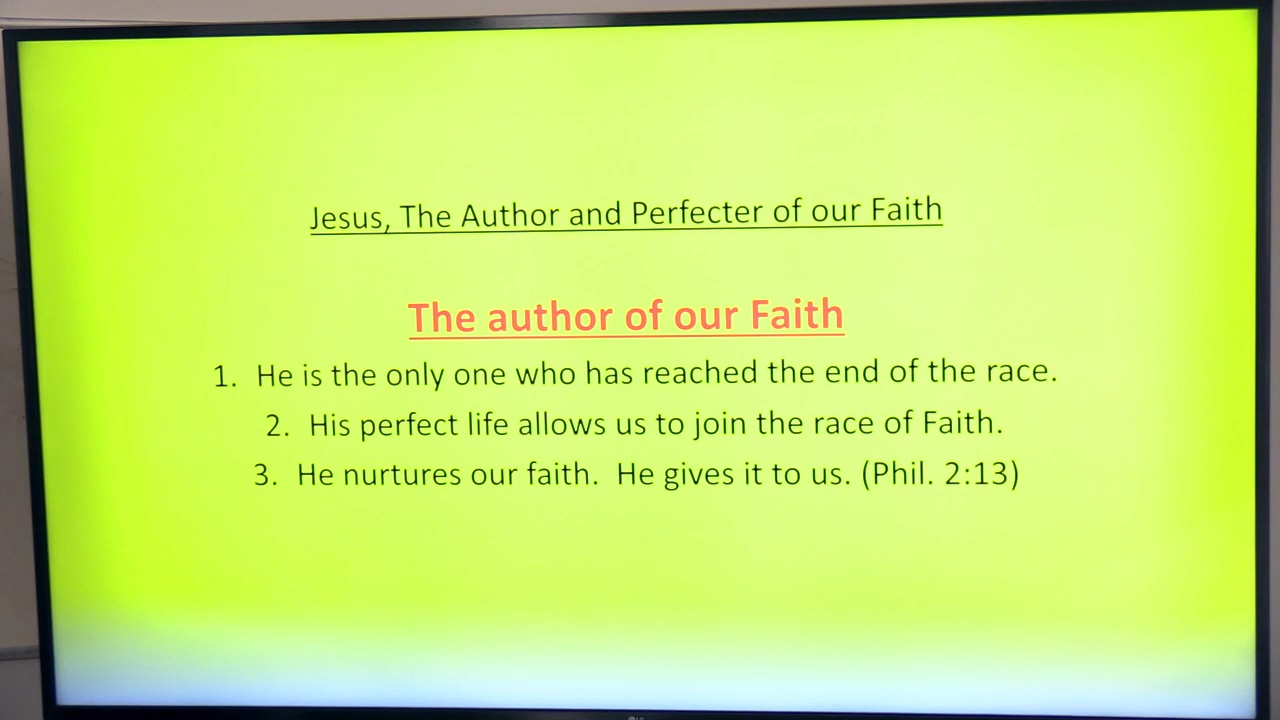 Jesus, The Author and Perfecter of our Faith
The author of our Faith
1. He is the only one who has reached the end of the race.
2. His perfect life allows us to join the race of Faith.
3. He nurtures our faith. He gives it to us. (Phil. 2:13)